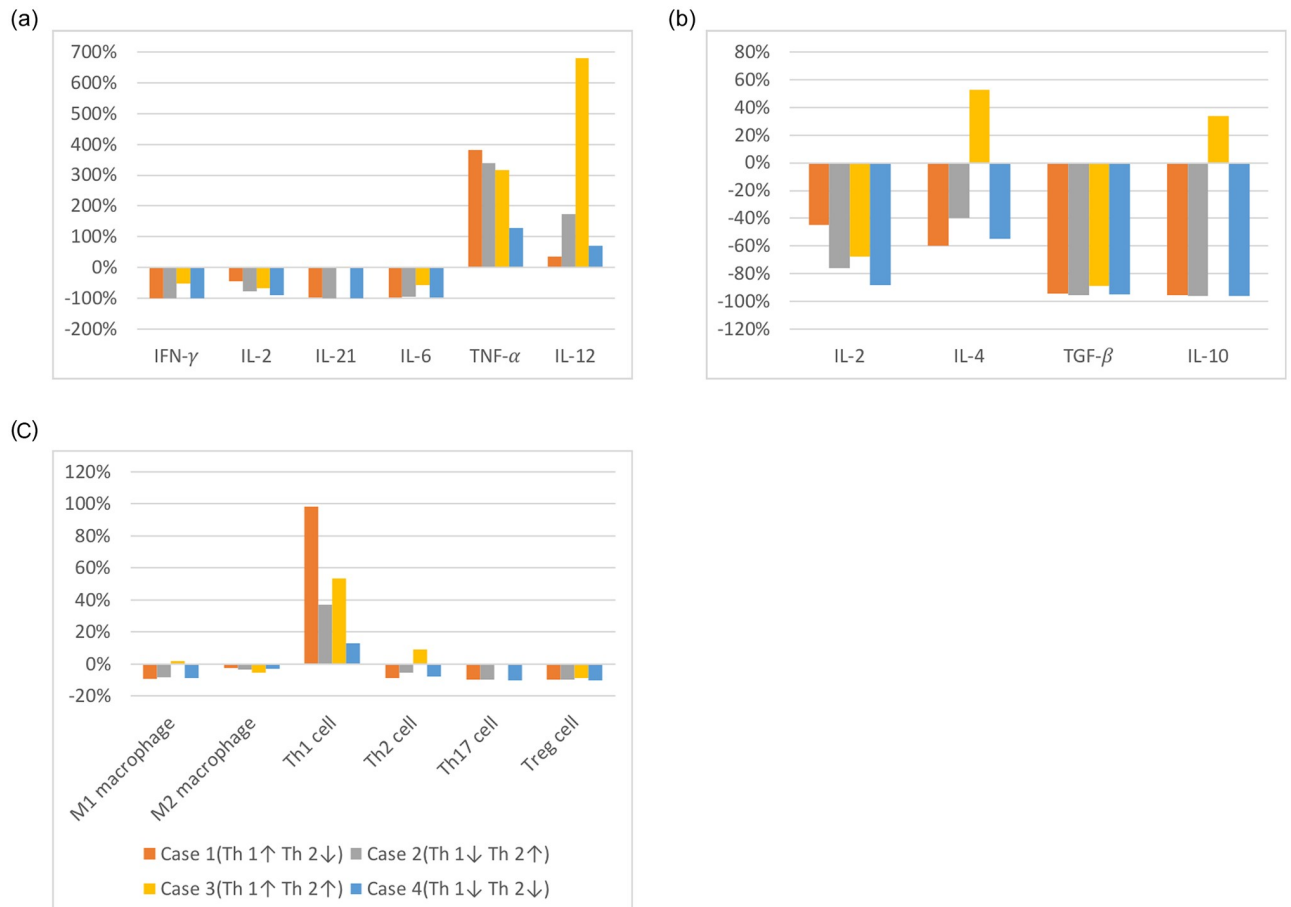 (a)
700%
600%
500%
400%
300%
200%
100%
0%
-100%
-200%
IFN-γ IL-2 IL-21 IL-6 TNF-α IL-12
(b)
80%
60%
40%
20%
0%
-20%
-40%
-60%
-80%
-100%
-120%
IL-2 IL-4 TGF-β IL-10
(C)
120%
100%
80%
60%
40%
20%
0%
-20%
M1 macrophage
M2 macrophage
Th1 cell
Th2 cell
Th17 cell
Treg cell
Case 1(Th 1↑ Th 2↓) Case 2(Th 1↓ Th 2↑)
Case 3(Th 1↑ Th 2↑) Case 4(Th 1↓ Th 2↓)